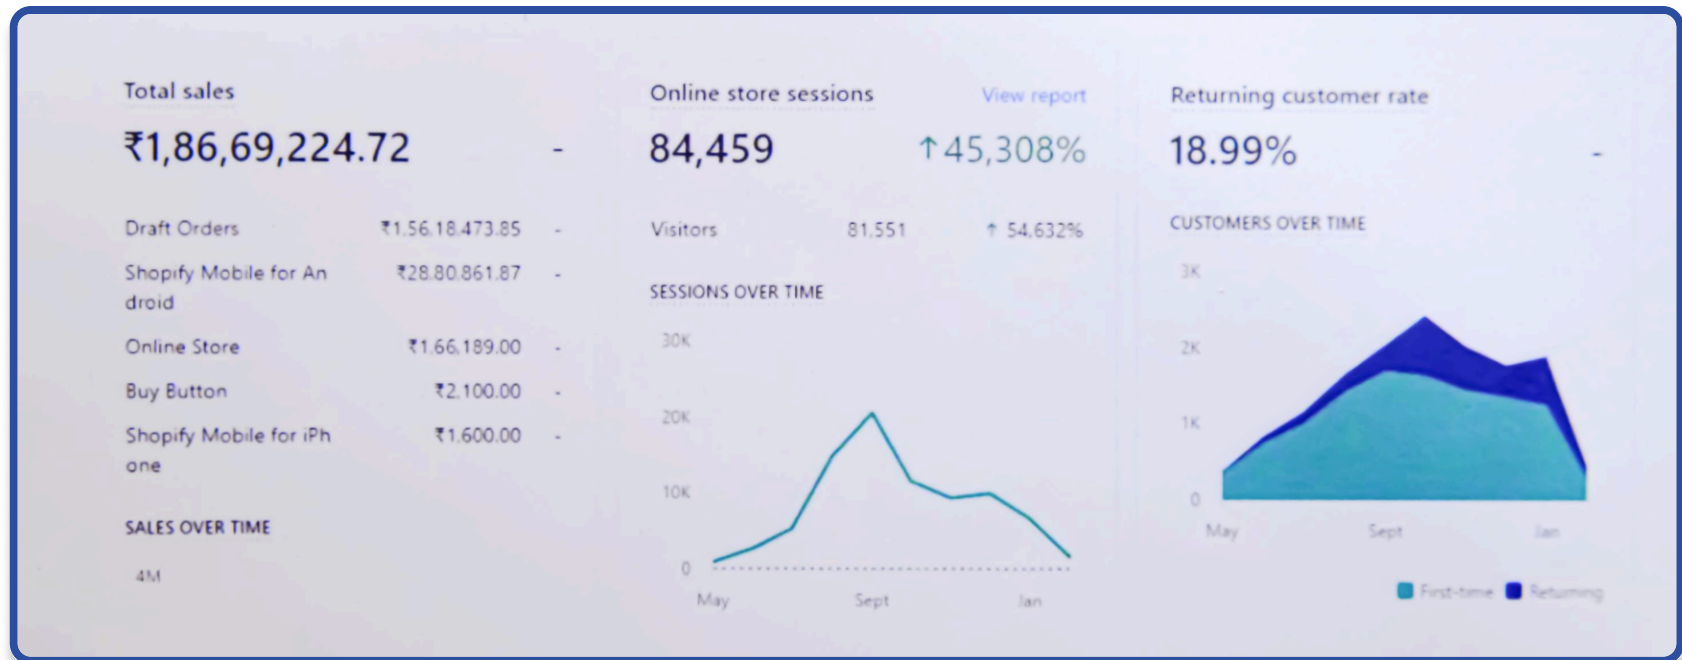 Total sales
₹1,86,69,224.72 -
Draft Orders ₹1,56,18,473.85 -
Shopify Mobile for An
droid ₹28,80,861.87 -
Online Store ₹1,66,189.00 -
Buy Button ₹2,100.00 -
Shopify Mobile for iPh
one ₹1,600.00 -
SALES OVER TIME
4M
Online store sessions View report
84,459 ↑45,308%
Visitors 81,551 ↑ 54,632%
SESSIONS OVER TIME
30K
20K
10K
0
May Sept Jan
Returning customer rate
18.99% -
CUSTOMERS OVER TIME
3K
2K
1K
0
May Sept Jan
First-time Returning